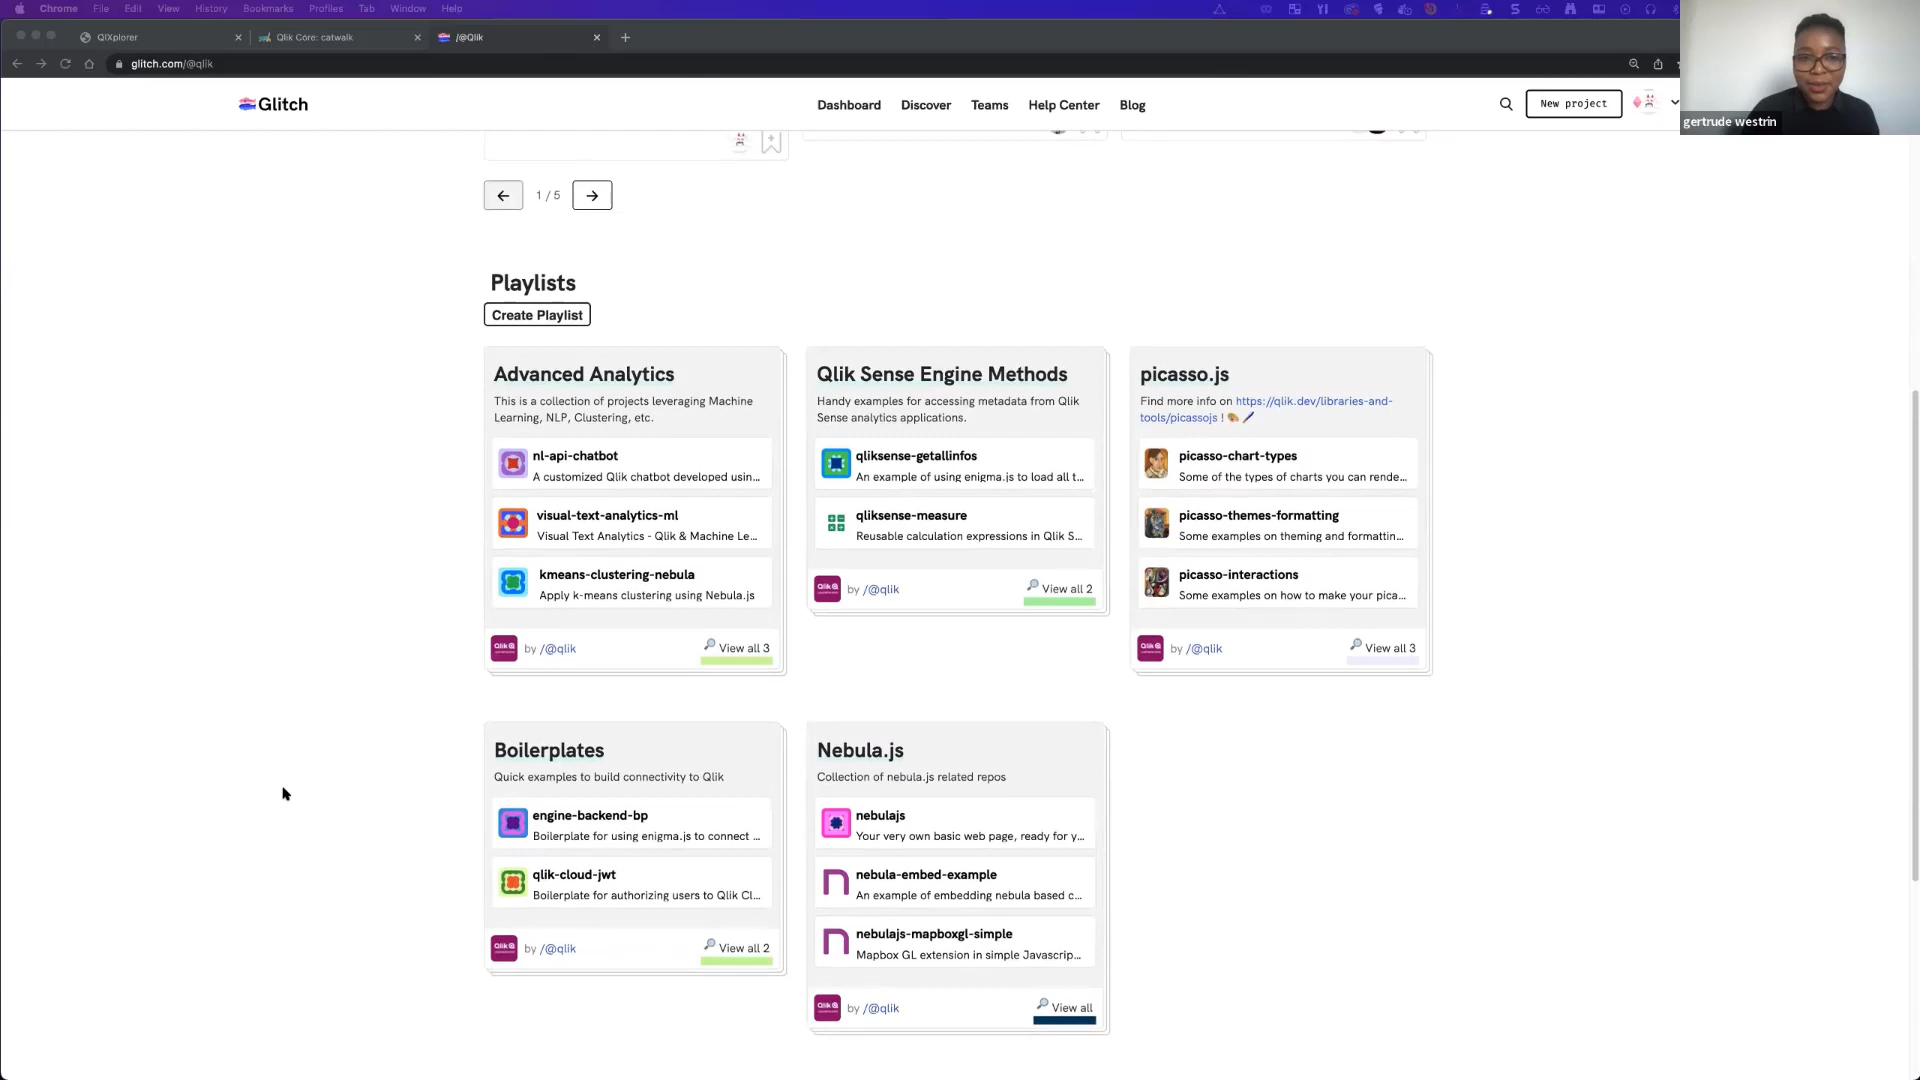 Chrome File Edit View History Bookmarks Profiles Tab Window Help
QIXplorer
Qlik Core: catwalk
/@Qlik
glitch.com/@qlik
Glitch
Dashboard Discover Teams Help Center Blog
New project
gertrude westrin
1 / 5
Playlists
Create Playlist
Advanced Analytics
This is a collection of projects leveraging Machine
Learning, NLP, Clustering, etc.
nl-api-chatbot
A customized Qlik chatbot developed usin...
visual-text-analytics-ml
Visual Text Analytics - Qlik & Machine Le...
kmeans-clustering-nebula
Apply k-means clustering using Nebula.js
by /@qlik
View all 3
Qlik Sense Engine Methods
Handy examples for accessing metadata from Qlik
Sense analytics applications.
qliksense-getallinfos
An example of using enigma.js to load all t...
qliksense-measure
Reusable calculation expressions in Qlik S...
by /@qlik
View all 2
picasso.js
Find more info on https://qlik.dev/libraries-and-
tools/picassojs !
picasso-chart-types
Some of the types of charts you can rende...
picasso-themes-formatting
Some examples on theming and formattin...
picasso-interactions
Some examples on how to make your pica...
by /@qlik
View all 3
Boilerplates
Quick examples to build connectivity to Qlik
engine-backend-bp
Boilerplate for using enigma.js to connect ...
qlik-cloud-jwt
Boilerplate for authorizing users to Qlik Cl...
by /@qlik
View all 2
Nebula.js
Collection of nebula.js related repos
nebulajs
Your very own basic web page, ready for y...
nebula-embed-example
An example of embedding nebula based c...
nebulajs-mapboxgl-simple
Mapbox GL extension in simple Javascrip...
by /@qlik
View all